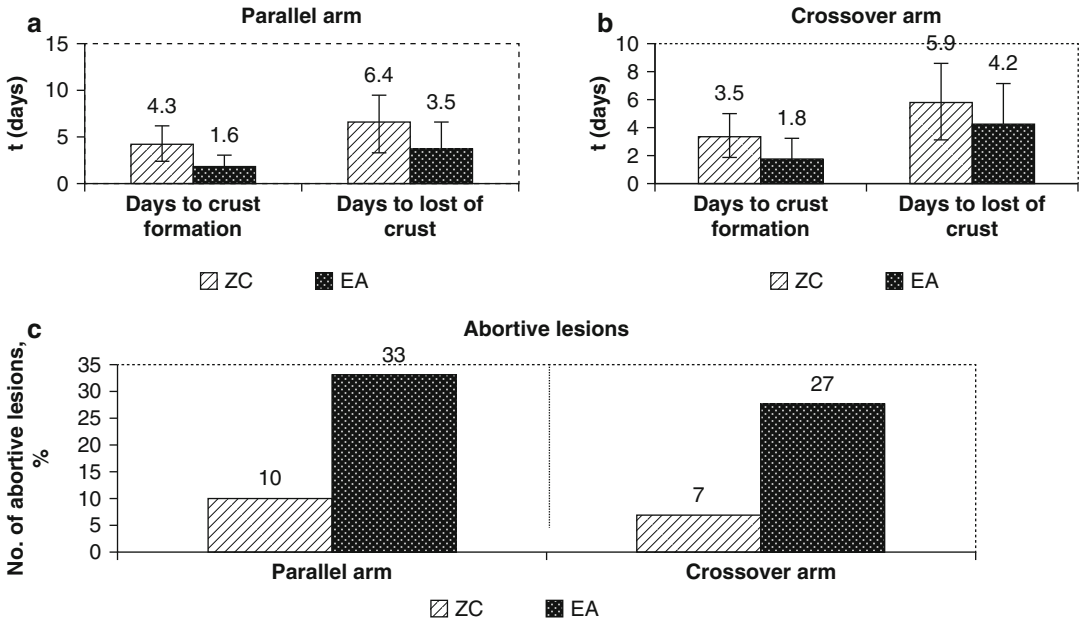 a
Parallel arm
t (days)
15
10
5
0
4.3
1.6
6.4
3.5
Days to crust
formation
Days to lost of
crust
ZC
EA
b
Crossover arm
t (days)
10
8
6
4
2
0
3.5
1.8
5.9
4.2
Days to crust
formation
Days to lost of
crust
ZC
EA
c
Abortive lesions
No. of abortive lesions,
%
35
30
25
20
15
10
5
0
10
33
7
27
Parallel arm
Crossover arm
ZC
EA